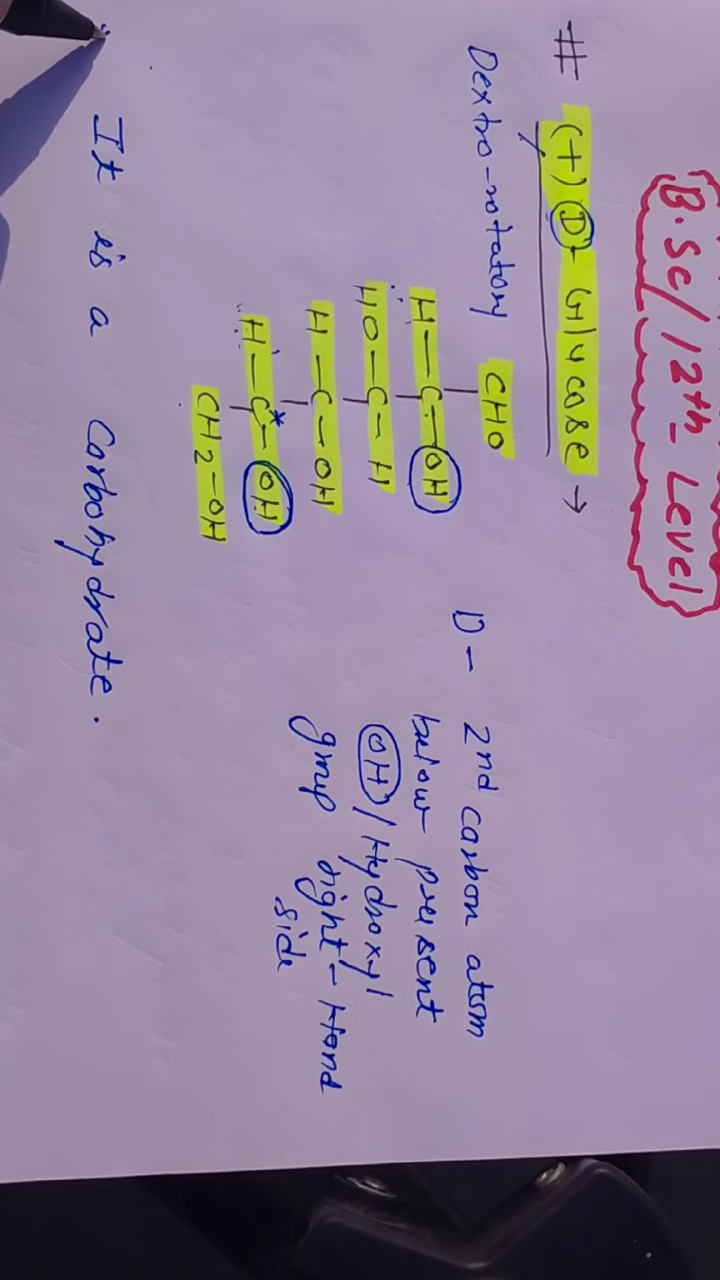 B.Sc/12th-Level
# (+) D- Glucose →
Dextro-rotatory
CHO
H-C-OH
HO-C-H
H-C-OH
H-C*-OH
CH2-OH
D- 2nd carbon atom
below present
OH/Hydroxyl
group right-Hand
side
It is a Carbohydrate.